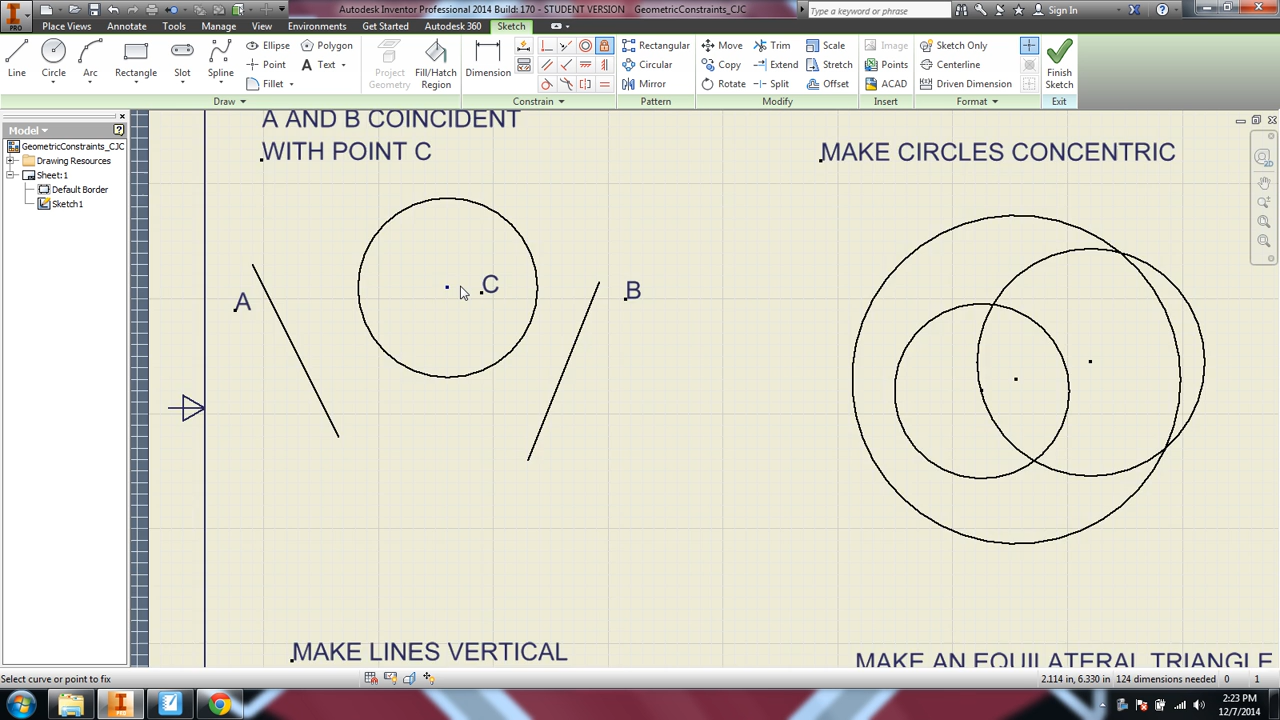 Autodesk Inventor Professional 2014 Build: 170 - STUDENT VERSION GeometricConstraints_CJC
Type a keyword or phrase
Sign In
PRO
Place Views Annotate Tools Manage View Environments Get Started Autodesk 360 Sketch
Line Circle Arc Rectangle Slot Spline
Ellipse Polygon
Point Text
Fillet
Project Geometry
Fill/Hatch Region
Dimension
Rectangular
Circular
Mirror
Move Trim Scale
Copy Extend Stretch
Rotate Split Offset
Image
Points
ACAD
Sketch Only
Centerline
Driven Dimension
Finish Sketch
Draw Constrain Pattern Modify Insert Format Exit
Model
GeometricConstraints_CJC
Drawing Resources
Sheet:1
Default Border
Sketch1
A AND B COINCIDENT
WITH POINT C
MAKE CIRCLES CONCENTRIC
A
C
B
MAKE LINES VERTICAL
MAKE AN EQUILATERAL TRIANGLE
Select curve or point to fix
2.114 in, 6.330 in 124 dimensions needed 0 1
2:23 PM
12/7/2014